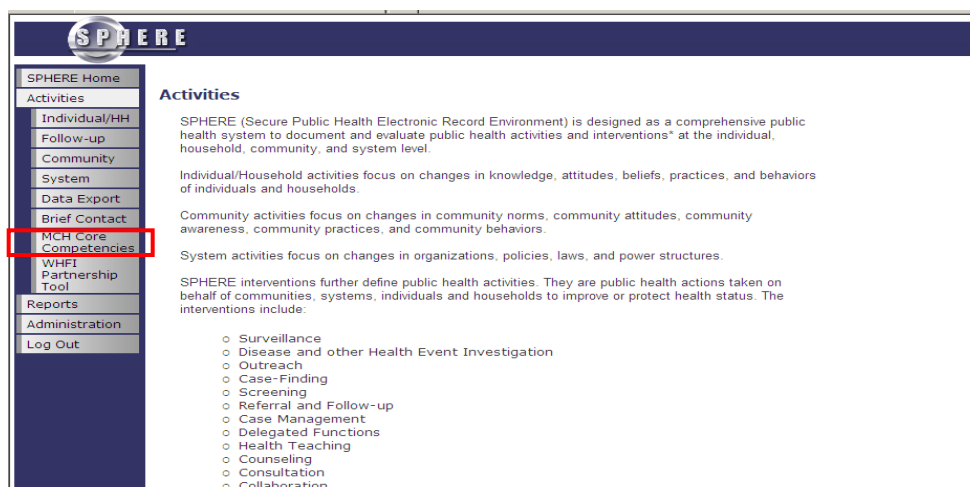 SPHERE
SPHERE Home
Activities
Individual/HH
Follow-up
Community
System
Data Export
Brief Contact
MCH Core
Competencies
WHFI
Partnership
Tool
Reports
Administration
Log Out
Activities
SPHERE (Secure Public Health Electronic Record Environment) is designed as a comprehensive public
health system to document and evaluate public health activities and interventions* at the individual,
household, community, and system level.
Individual/Household activities focus on changes in knowledge, attitudes, beliefs, practices, and behaviors
of individuals and households.
Community activities focus on changes in community norms, community attitudes, community
awareness, community practices, and community behaviors.
System activities focus on changes in organizations, policies, laws, and power structures.
SPHERE interventions further define public health activities. They are public health actions taken on
behalf of communities, systems, individuals and households to improve or protect health status. The
interventions include:
o Surveillance
o Disease and other Health Event Investigation
o Outreach
o Case-Finding
o Screening
o Referral and Follow-up
o Case Management
o Delegated Functions
o Health Teaching
o Counseling
o Consultation
o Collaboration